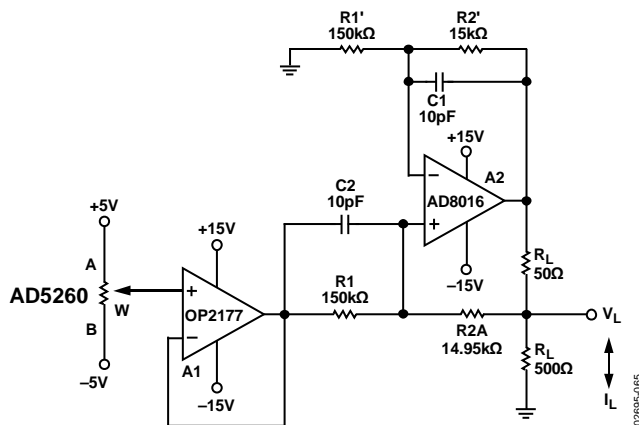 R1'
150kΩ
R2'
15kΩ
C1
10pF
+15V
–
A2
AD8016
+
C2
10pF
–15V
+5V
A
AD5260
W
B
–5V
+15V
+
OP2177
–
A1
–15V
R1
150kΩ
R2A
14.95kΩ
RL
50Ω
VL
RL
500Ω
IL
02695-065